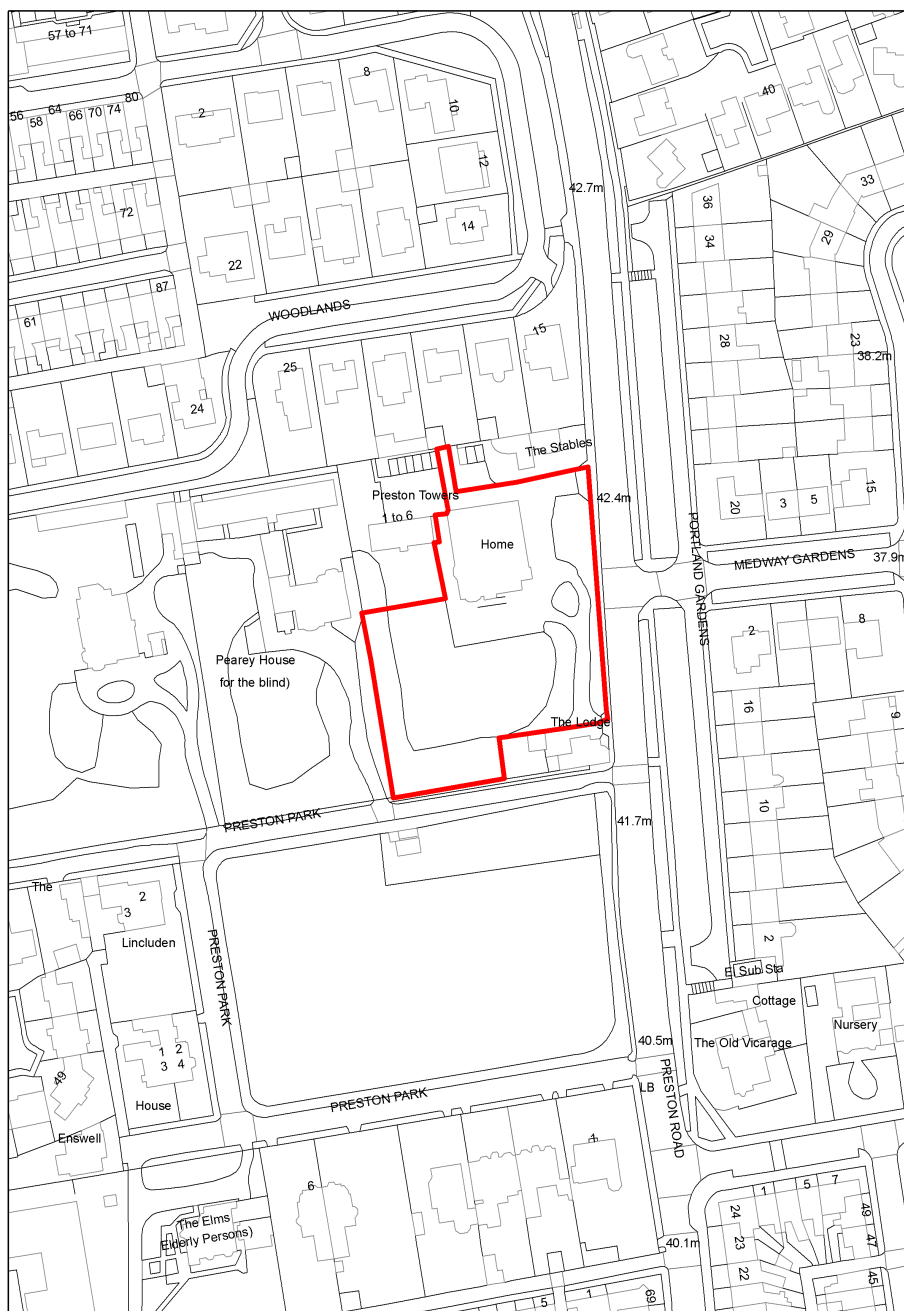 57 to 71
56
58
64
66
70
74
80
2
8
10
12
14
40
42.7m
36
34
33
29
72
22
87
61
WOODLANDS
15
25
24
28
23
38.2m
The Stables
42.4m
Preston Towers
1 to 6
Home
20
3
5
15
PORTLAND GARDENS
MEDWAY GARDENS
37.9m
2
8
Pearey House
for the blind)
16
9
The Lodge
PRESTON PARK
41.7m
10
The
2
3
Lincluden
PRESTON PARK
2
El Sub Sta
Cottage
Nursery
The Old Vicarage
40.5m
1
2
3
4
49
House
Enswell
PRESTON PARK
LB
PRESTON ROAD
1
6
The Elms
Elderly Persons)
1
5
7
24
23
22
49
47
45
40.1m
5
1
69